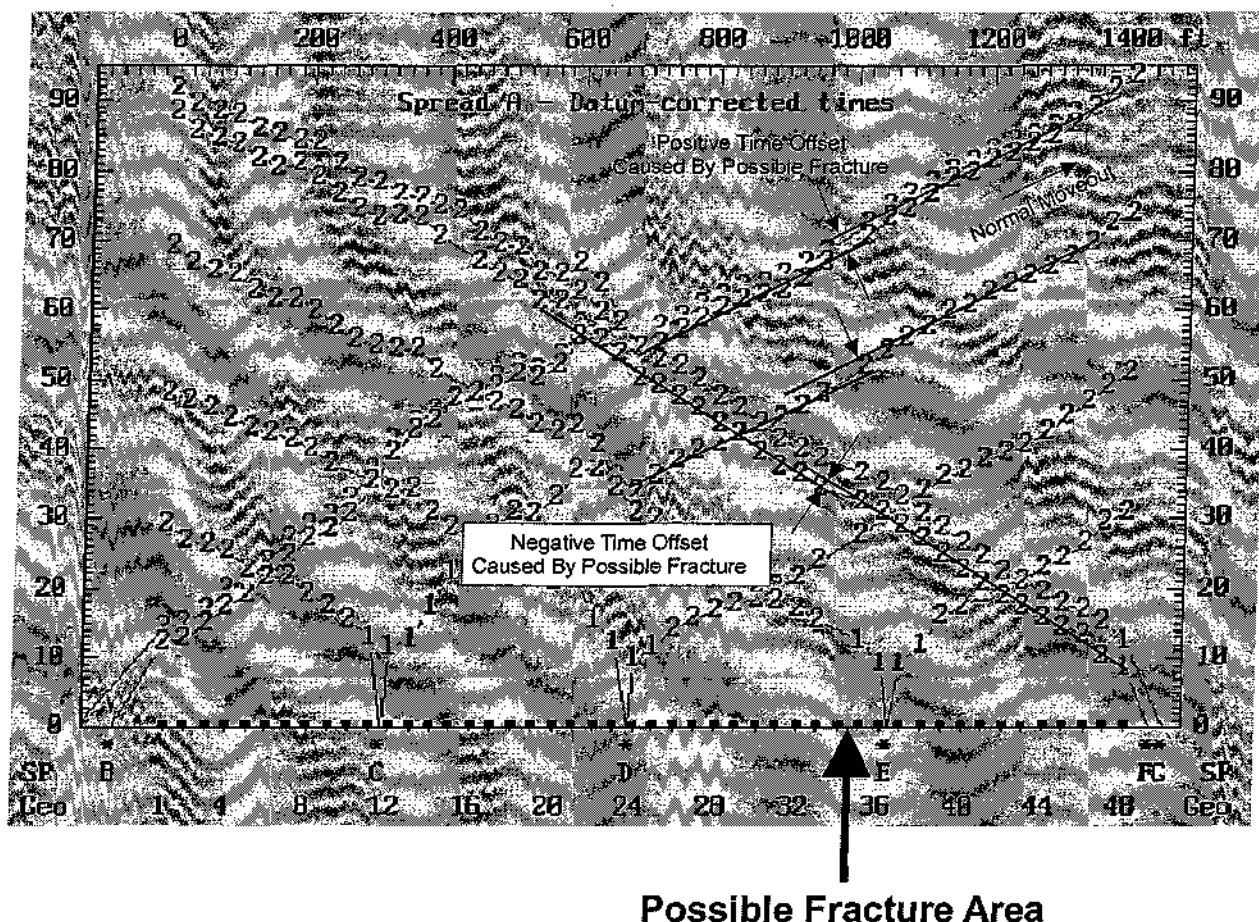 0 200 400 600 800 1000 1200 1400 ft
Spread A - Datum-corrected times
90 90
80 80
70 70
60 60
50 50
40 40
30 30
20 20
10 10
0 0
Positive Time Offset
Caused By Possible Fracture
Normal Moveout
Negative Time Offset
Caused By Possible Fracture
* * * * **
SP B C D E FG SP
Geo 1 4 8 12 16 20 24 28 32 36 40 44 48 Geo
Possible Fracture Area